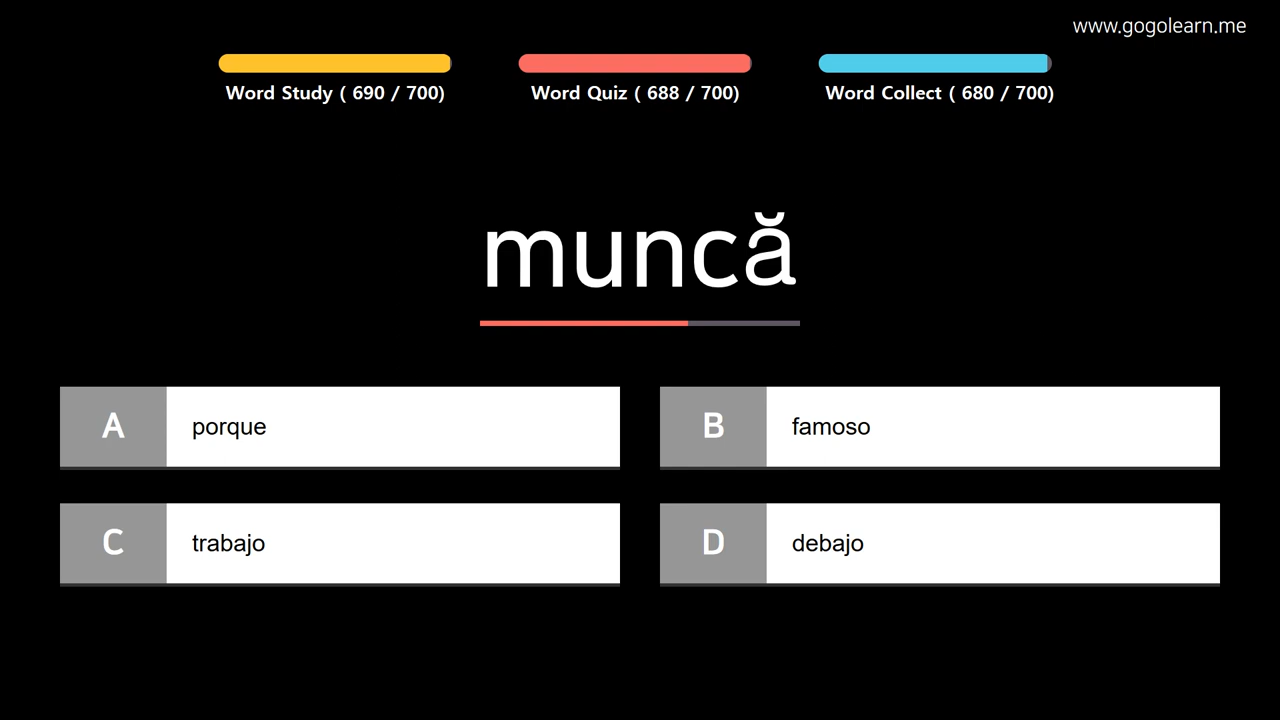 www.gogolearn.me
Word Study ( 690 / 700)
Word Quiz ( 688 / 700)
Word Collect ( 680 / 700)
muncă
A porque
B famoso
C trabajo
D debajo